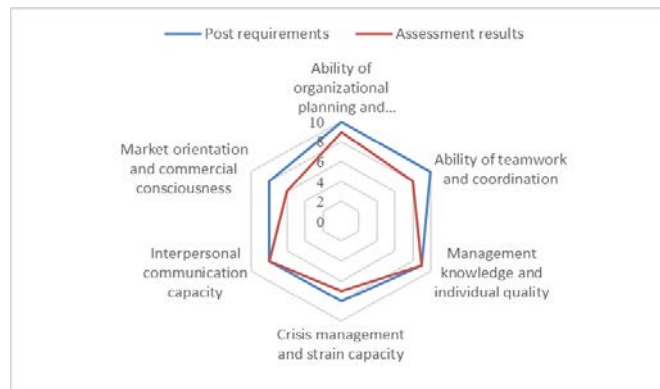 Post requirements
Assessment results
Ability of
organizational
planning and...
10
8
6
4
2
0
Ability of teamwork
and coordination
Management
knowledge and
individual quality
Crisis management
and strain capacity
Interpersonal
communication
capacity
Market orientation
and commercial
consciousness